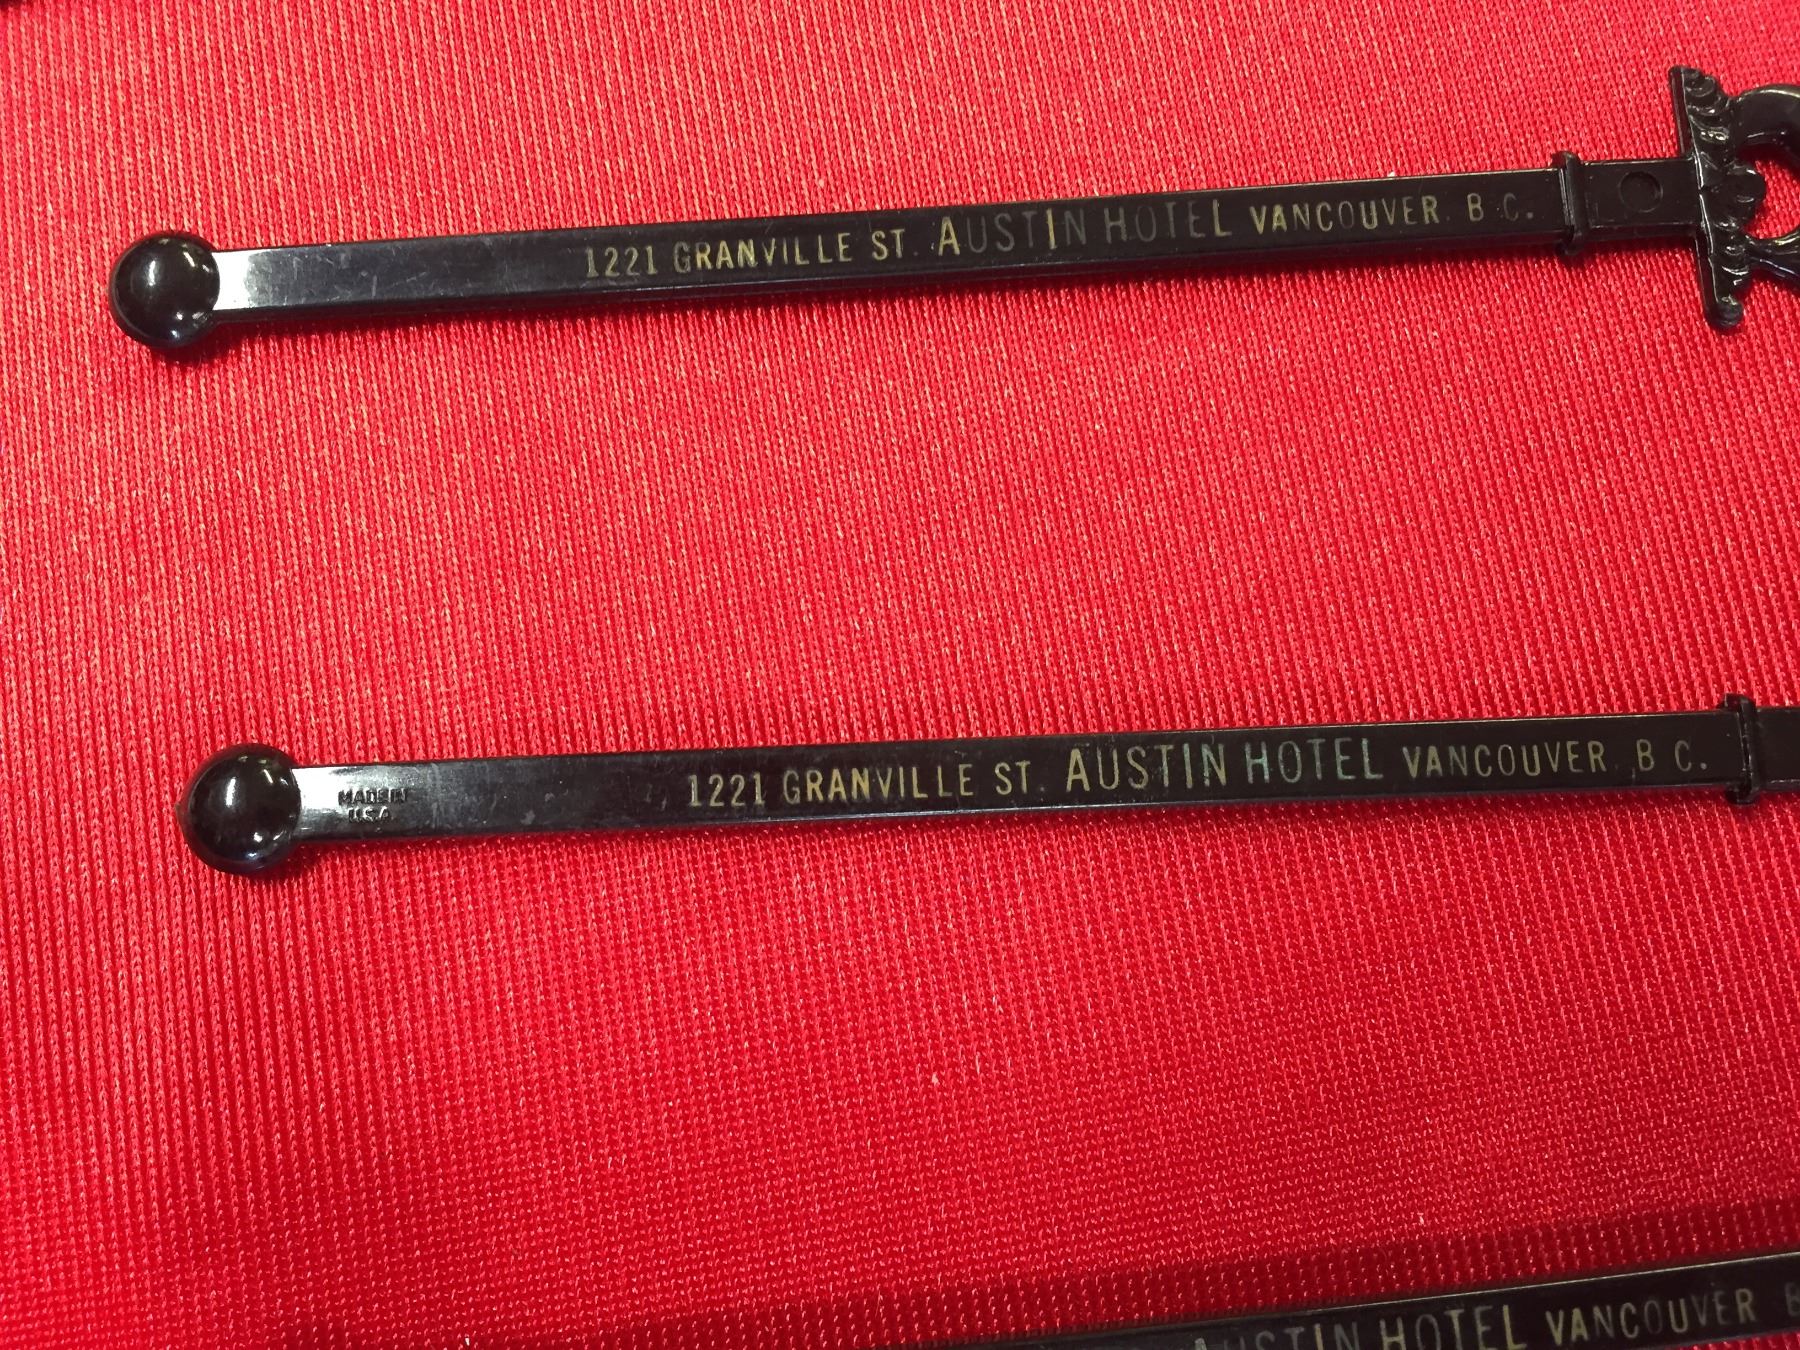 1221 GRANVILLE ST. AUSTIN HOTEL VANCOUVER. B.C.
MADE IN
U.S.A.
1221 GRANVILLE ST. AUSTIN HOTEL VANCOUVER. B C.
AUSTIN HOTEL VANCOUVER B